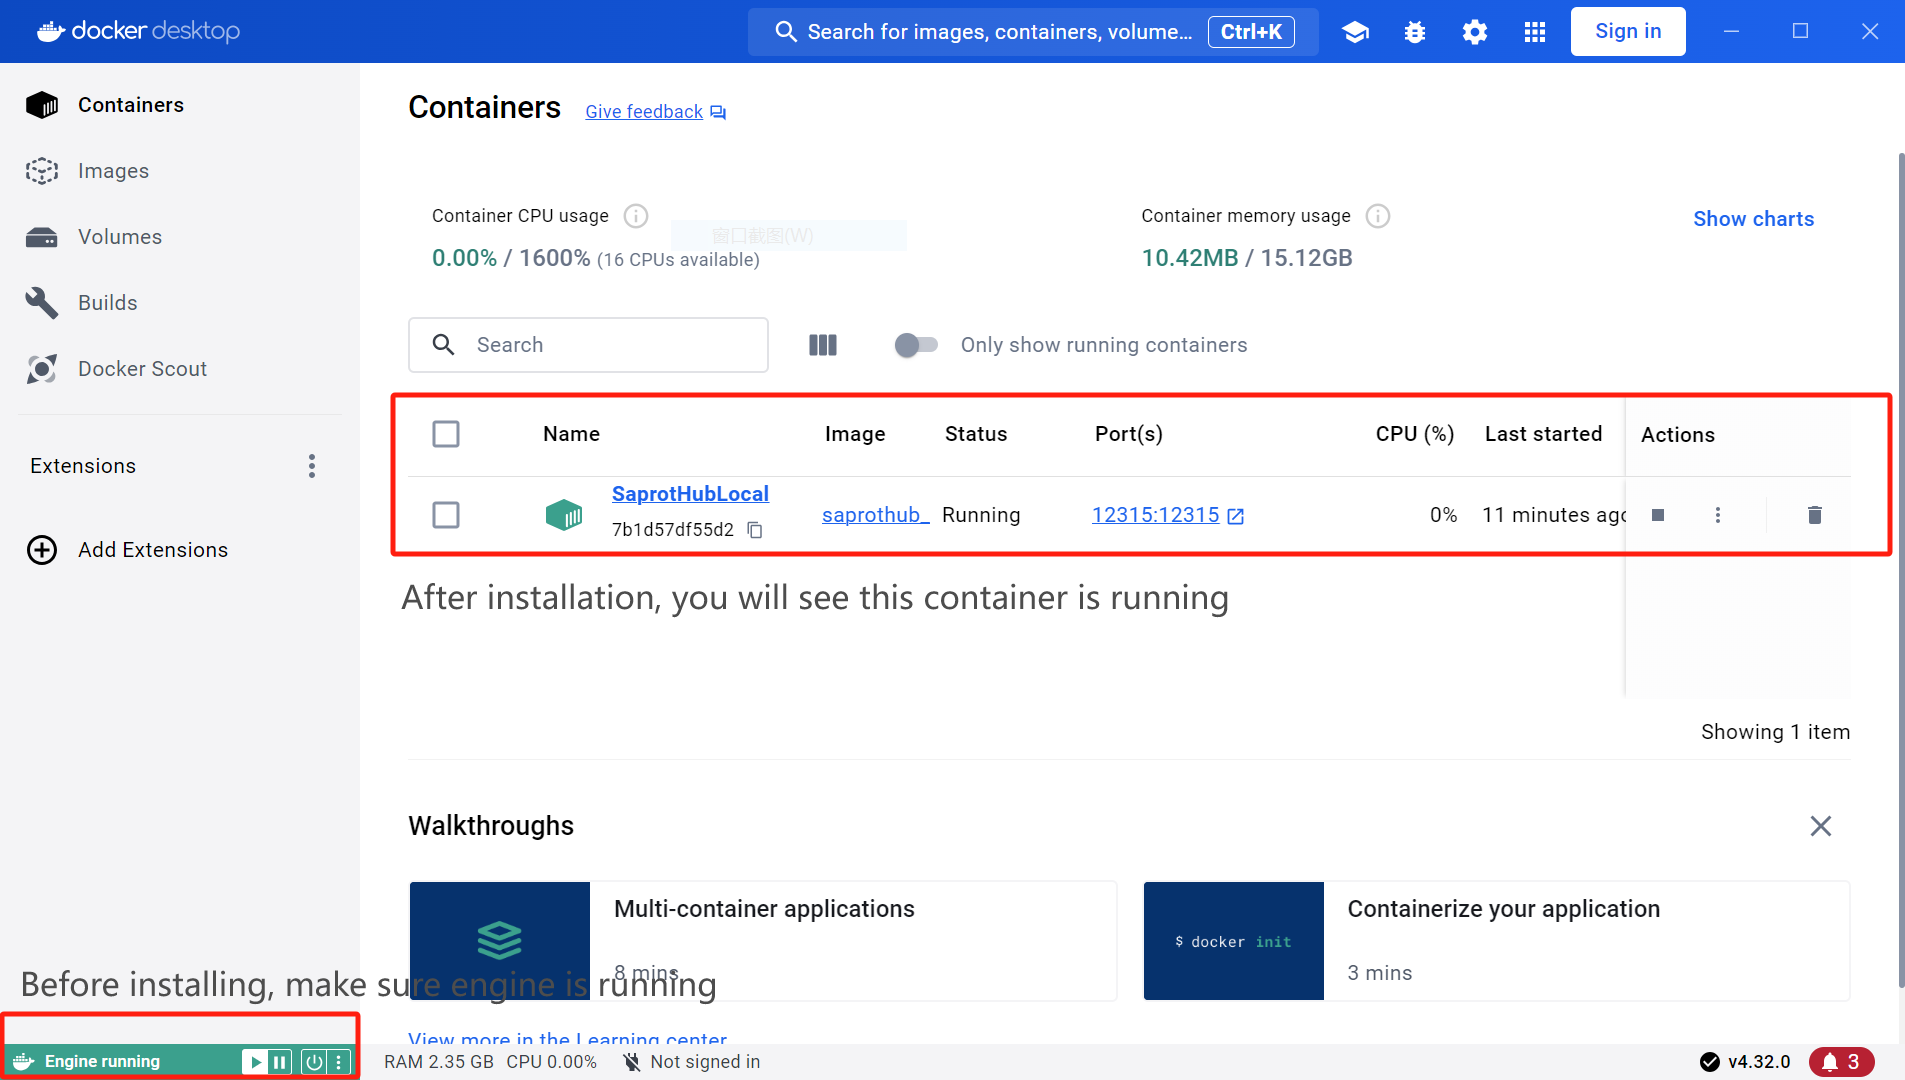 docker desktop
Search for images, containers, volume...
Ctrl+K
Sign in
Containers
Images
Volumes
Builds
Docker Scout
Extensions
Add Extensions
Containers
Give feedback
Container CPU usage
窗口截图(W)
0.00% / 1600% (16 CPUs available)
Container memory usage
10.42MB / 15.12GB
Show charts
Search
Only show running containers
Name Image Status Port(s) CPU (%) Last started Actions
SaprotHubLocal
7b1d57df55d2
saprothub_ Running 12315:12315 0% 11 minutes ago
After installation, you will see this container is running
Showing 1 item
Walkthroughs
Multi-container applications
8 mins
$ docker init
Containerize your application
3 mins
Before installing, make sure engine is running
View more in the Learning center
Engine running
RAM 2.35 GB CPU 0.00% Not signed in
v4.32.0
3